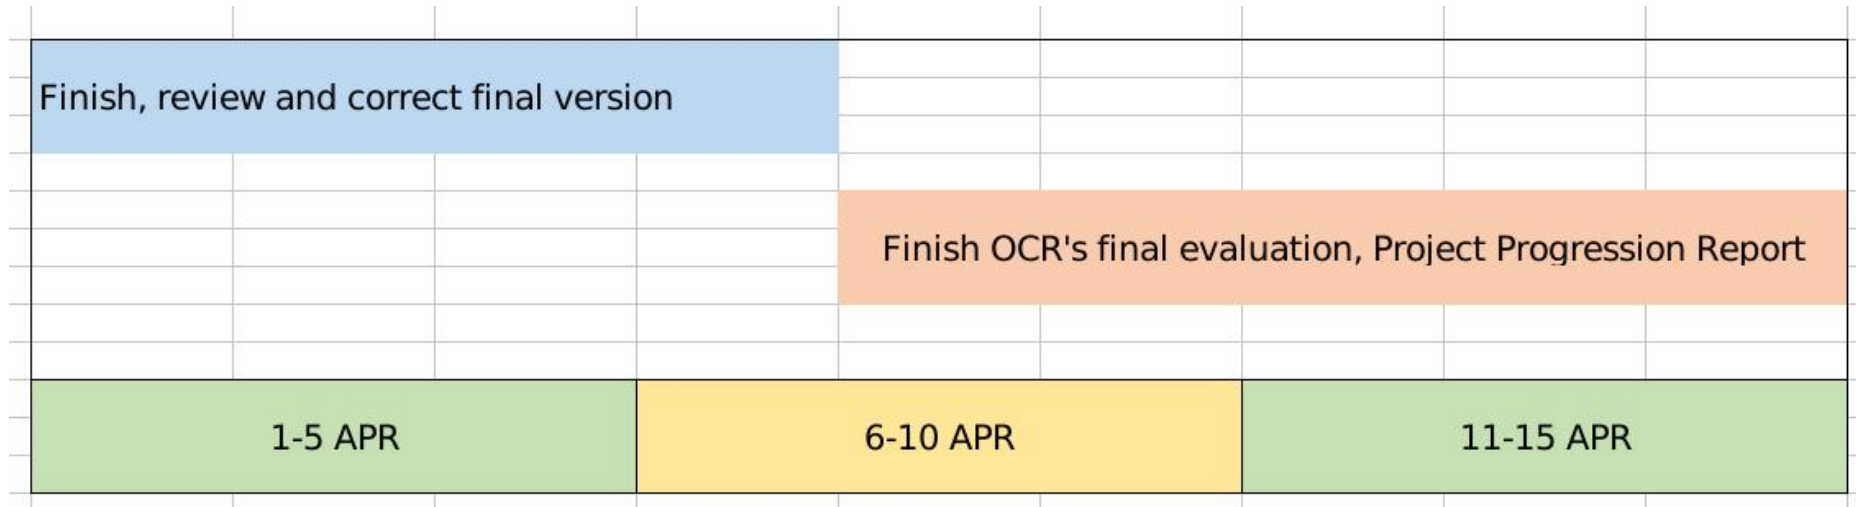 Finish, review and correct final version
Finish OCR's final evaluation, Project Progression Report
1-5 APR
6-10 APR
11-15 APR